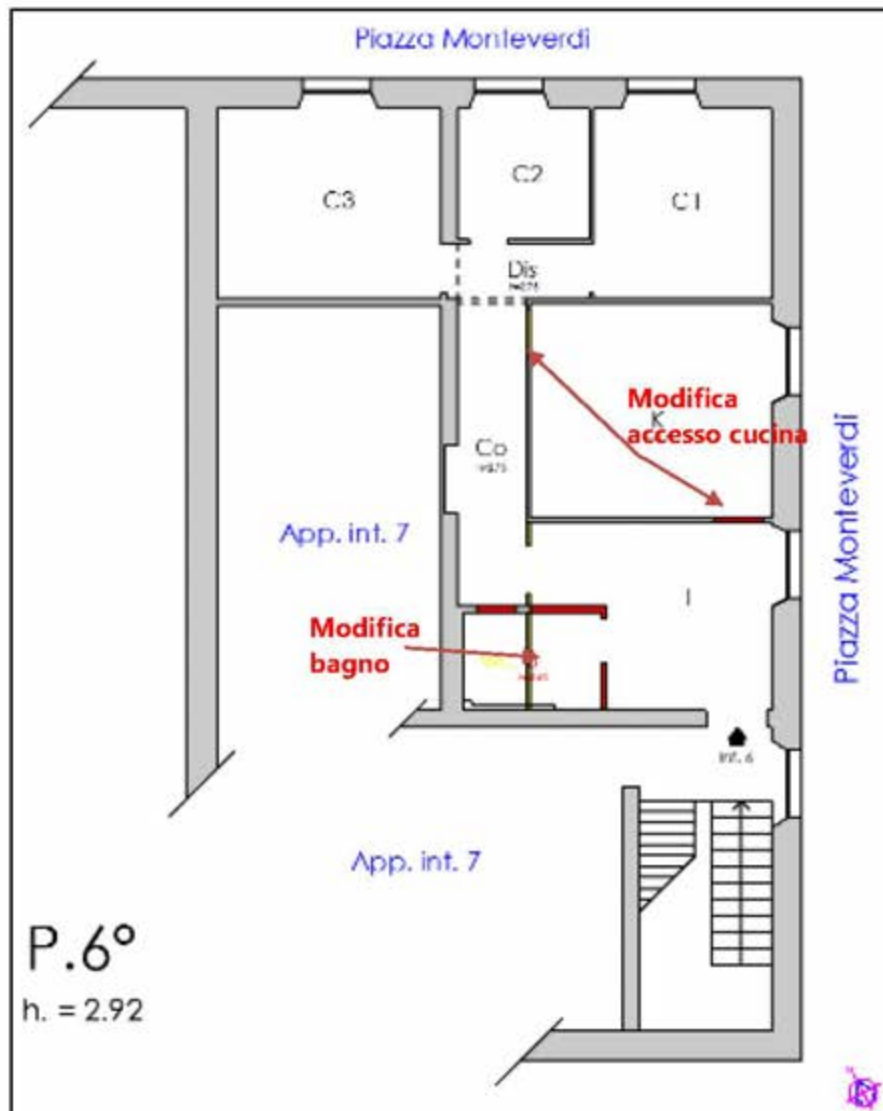 Piazza Monteverdi
C3
C2
C1
Dis
Modifica
K
accesso cucina
Co
Piazza Monteverdi
App. int. 7
I
Modifica
bagno
int. 6
App. int. 7
P.6°
h. = 2.92